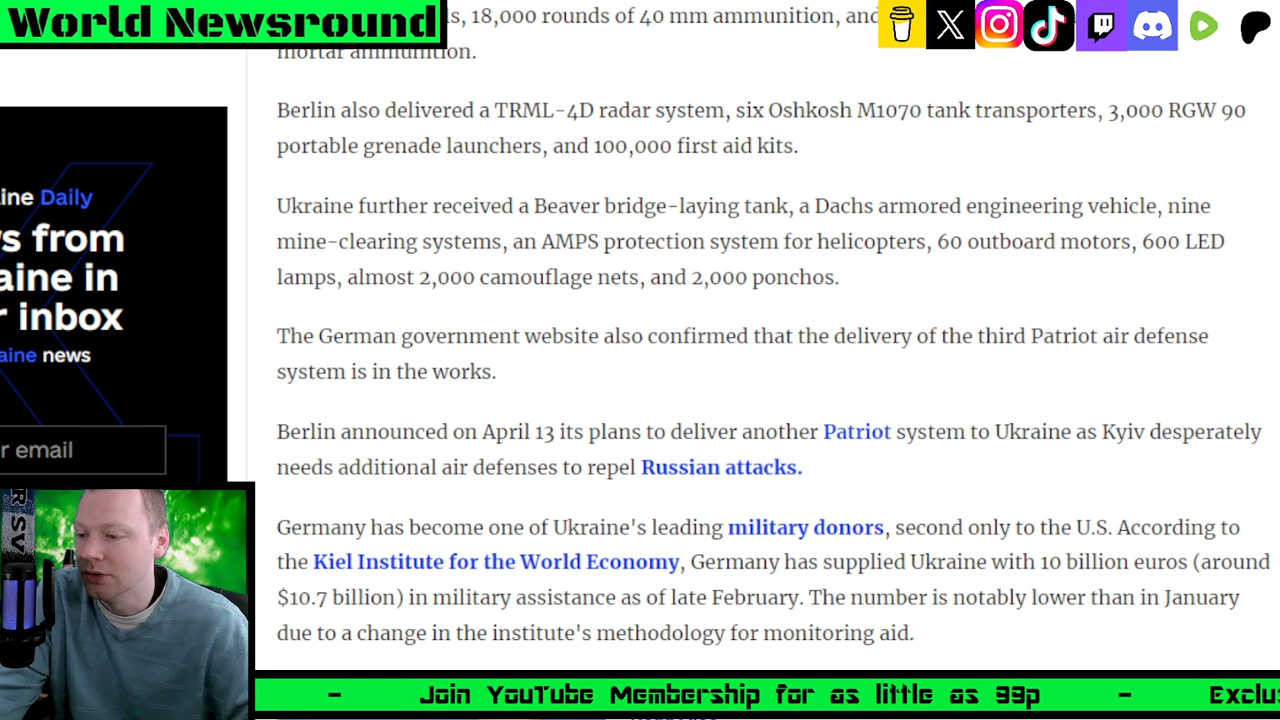 World Newsround
, 18,000 rounds of 40 mm ammunition, and
mortar ammunition.
Berlin also delivered a TRML-4D radar system, six Oshkosh M1070 tank transporters, 3,000 RGW 90
portable grenade launchers, and 100,000 first aid kits.
ine Daily
s from
aine in
r inbox
aine news
r email
Ukraine further received a Beaver bridge-laying tank, a Dachs armored engineering vehicle, nine
mine-clearing systems, an AMPS protection system for helicopters, 60 outboard motors, 600 LED
lamps, almost 2,000 camouflage nets, and 2,000 ponchos.
The German government website also confirmed that the delivery of the third Patriot air defense
system is in the works.
Berlin announced on April 13 its plans to deliver another Patriot system to Ukraine as Kyiv desperately
needs additional air defenses to repel Russian attacks.
Germany has become one of Ukraine's leading military donors, second only to the U.S. According to
the Kiel Institute for the World Economy, Germany has supplied Ukraine with 10 billion euros (around
$10.7 billion) in military assistance as of late February. The number is notably lower than in January
due to a change in the institute's methodology for monitoring aid.
- Join YouTube Membership for as little as 99p - Exclu